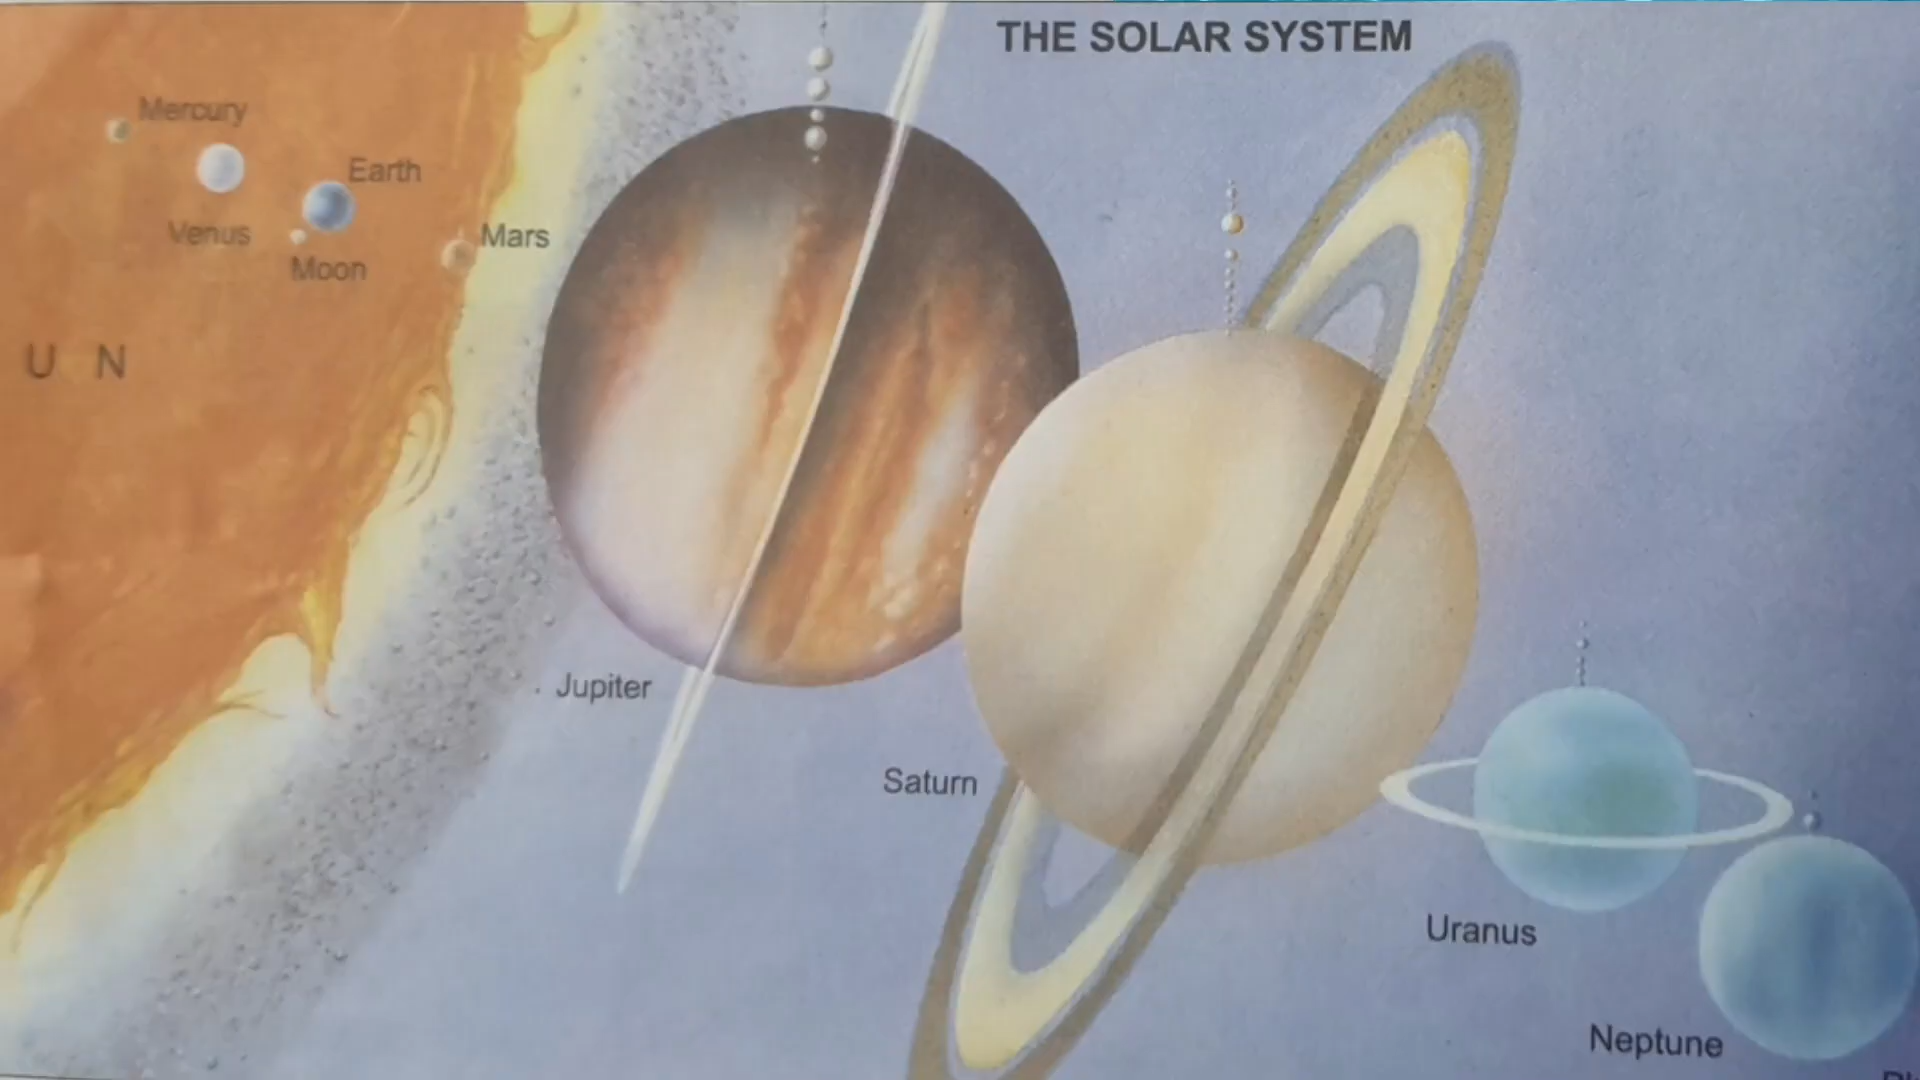 THE SOLAR SYSTEM
Mercury
Earth
Venus
Mars
Moon
U N
Jupiter
Saturn
Uranus
Neptune